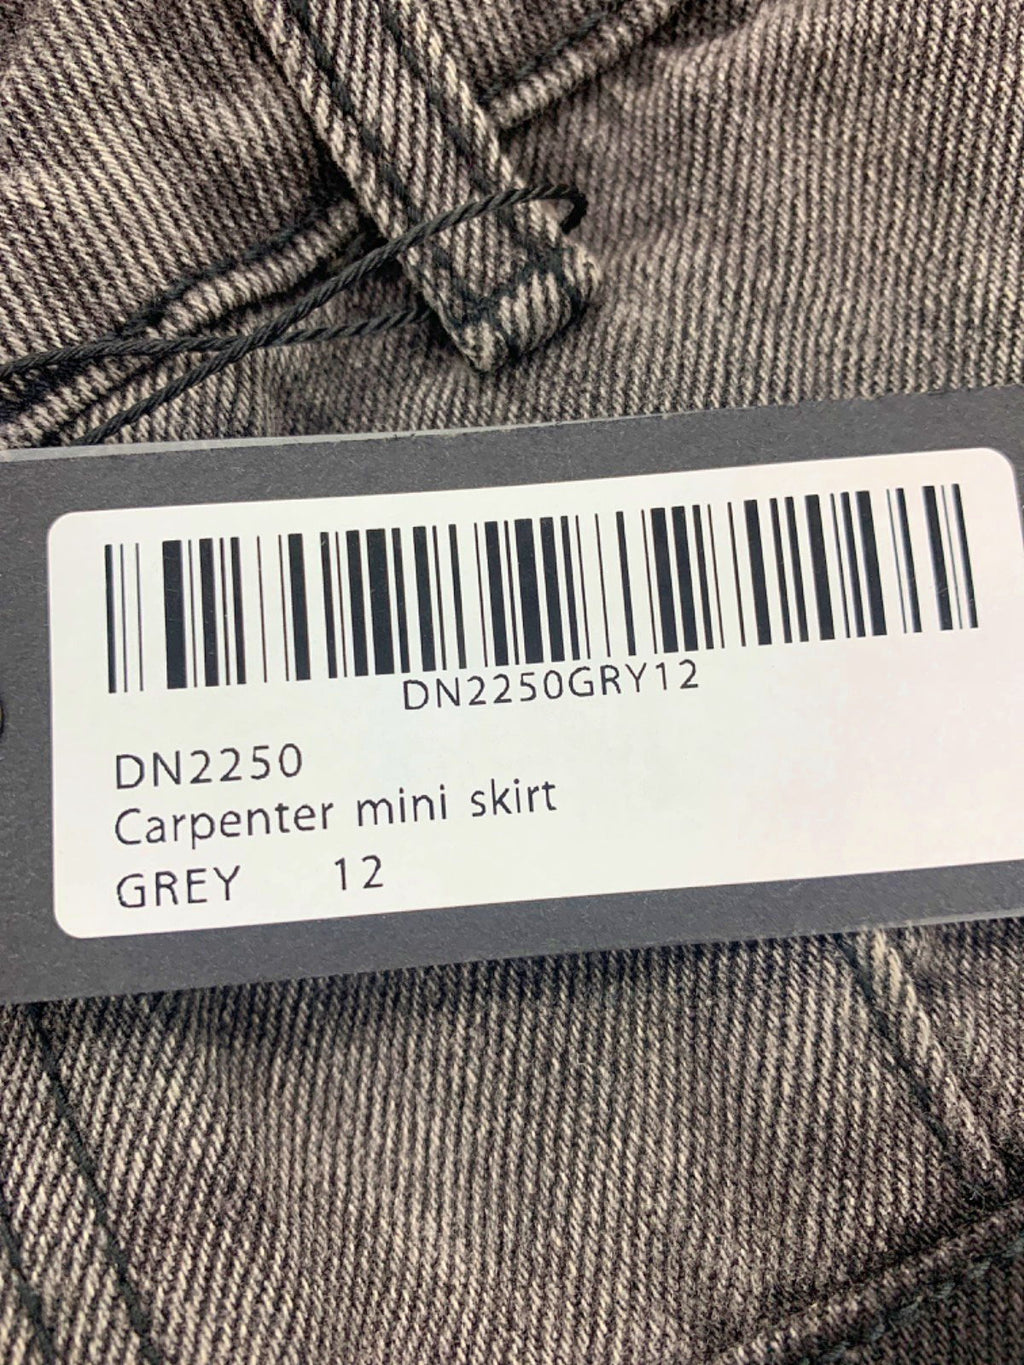 DN2250GRY12
DN2250
Carpenter mini skirt
GREY 12